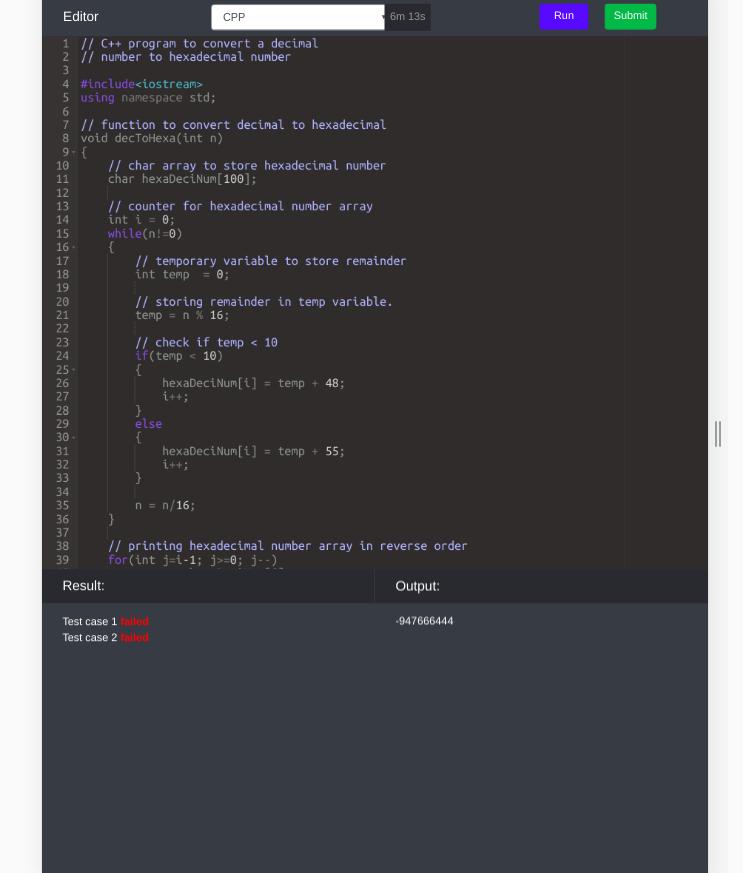 Editor
CPP
6m 13s
Run
Submit
1 // C++ program to convert a decimal
2 // number to hexadecimal number
3
4 #include<iostream>
5 using namespace std;
6
7 // function to convert decimal to hexadecimal
8 void decToHexa(int n)
9 {
10 // char array to store hexadecimal number
11 char hexaDeciNum[100];
12
13 // counter for hexadecimal number array
14 int i = 0;
15 while(n!=0)
16 {
17 // temporary variable to store remainder
18 int temp  = 0;
19
20 // storing remainder in temp variable.
21 temp = n % 16;
22
23 // check if temp < 10
24 if(temp < 10)
25 {
26 hexaDeciNum[i] = temp + 48;
27 i++;
28 }
29 else
30 {
31 hexaDeciNum[i] = temp + 55;
32 i++;
33 }
34
35 n = n/16;
36 }
37
38 // printing hexadecimal number array in reverse order
39 for(int j=i-1; j>=0; j--)
Result:
Output:
Test case 1 failed
Test case 2 failed
-947666444